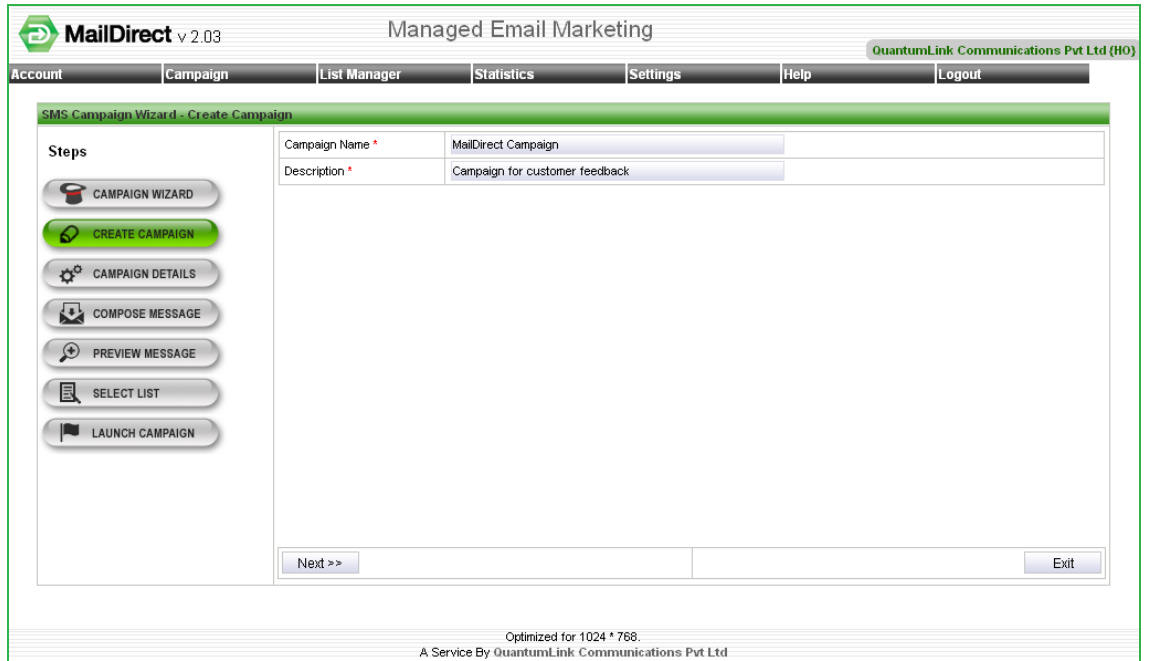 MailDirect v 2.03
Managed Email Marketing
QuantumLink Communications Pvt Ltd (HO)
Account Campaign List Manager Statistics Settings Help Logout
SMS Campaign Wizard - Create Campaign
Steps
CAMPAIGN WIZARD
CREATE CAMPAIGN
CAMPAIGN DETAILS
COMPOSE MESSAGE
PREVIEW MESSAGE
SELECT LIST
LAUNCH CAMPAIGN
Campaign Name * MailDirect Campaign
Description * Campaign for customer feedback
Next >> Exit
Optimized for 1024 * 768.
A Service By QuantumLink Communications Pvt Ltd